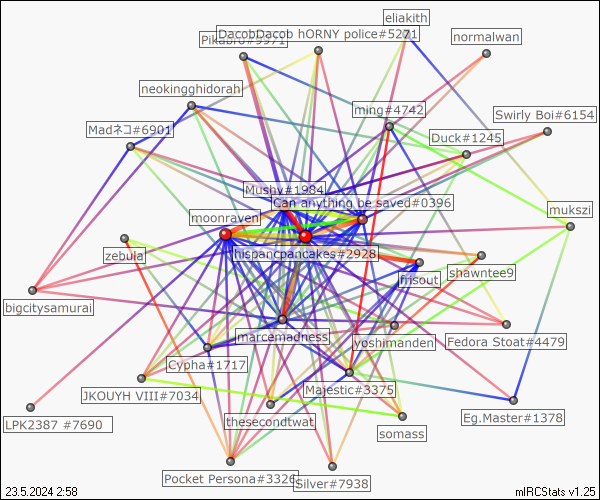 eliakith
DacobDacob hORNY police#5271
Pikabro#9971
normalwan
neokingghidorah
ming#4742
Swirly Boi#6154
Madネコ#6901
Duck#1245
Mushy#1984
Can anything be saved#0396
moonraven
mukszi
zebula
hispancpancakes#2928
frisout
shawntee9
bigcitysamurai
marcemadness
yoshimanden
Fedora Stoat#4479
Cypha#1717
JKOUYH VIII#7034
Majestic#3375
LPK2387 #7690
thesecondtwat
somass
Eg.Master#1378
Pocket Persona#3326
Silver#7938
23.5.2024 2:58
mIRCStats v1.25